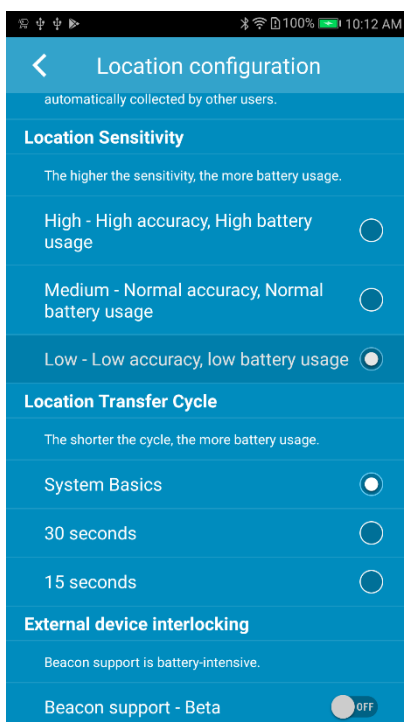 100% 10:12 AM
Location configuration
automatically collected by other users.
Location Sensitivity
The higher the sensitivity, the more battery usage.
High - High accuracy, High battery
usage
Medium - Normal accuracy, Normal
battery usage
Low - Low accuracy, low battery usage
Location Transfer Cycle
The shorter the cycle, the more battery usage.
System Basics
30 seconds
15 seconds
External device interlocking
Beacon support is battery-intensive.
Beacon support - Beta
OFF